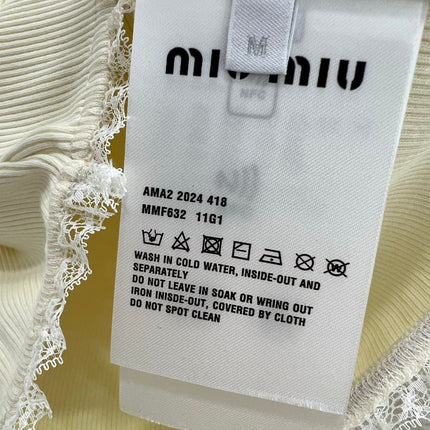 M
miu miu
NFC
AMA2 2024 418
MMF632 11G1
WASH IN COLD WATER, INSIDE-OUT AND
SEPARATELY
DO NOT LEAVE IN SOAK OR WRING OUT
IRON INISDE-OUT, COVERED BY CLOTH
DO NOT SPOT CLEAN